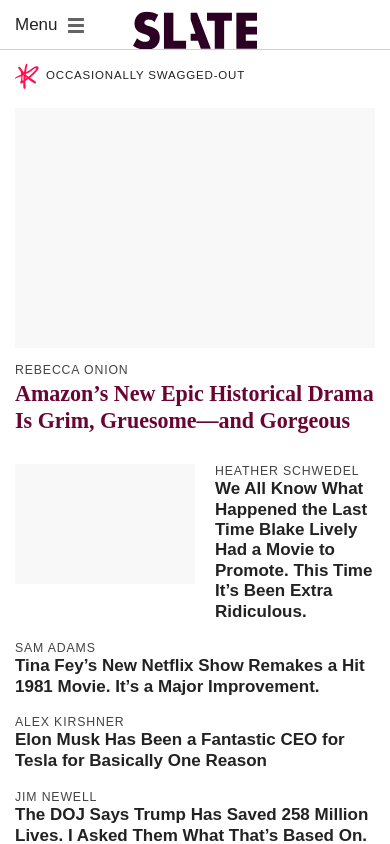 Menu
SLATE
OCCASIONALLY SWAGGED-OUT
REBECCA ONION
Amazon’s New Epic Historical Drama
Is Grim, Gruesome—and Gorgeous
HEATHER SCHWEDEL
We All Know What
Happened the Last
Time Blake Lively
Had a Movie to
Promote. This Time
It’s Been Extra
Ridiculous.
SAM ADAMS
Tina Fey’s New Netflix Show Remakes a Hit
1981 Movie. It’s a Major Improvement.
ALEX KIRSHNER
Elon Musk Has Been a Fantastic CEO for
Tesla for Basically One Reason
JIM NEWELL
The DOJ Says Trump Has Saved 258 Million
Lives. I Asked Them What That’s Based On.